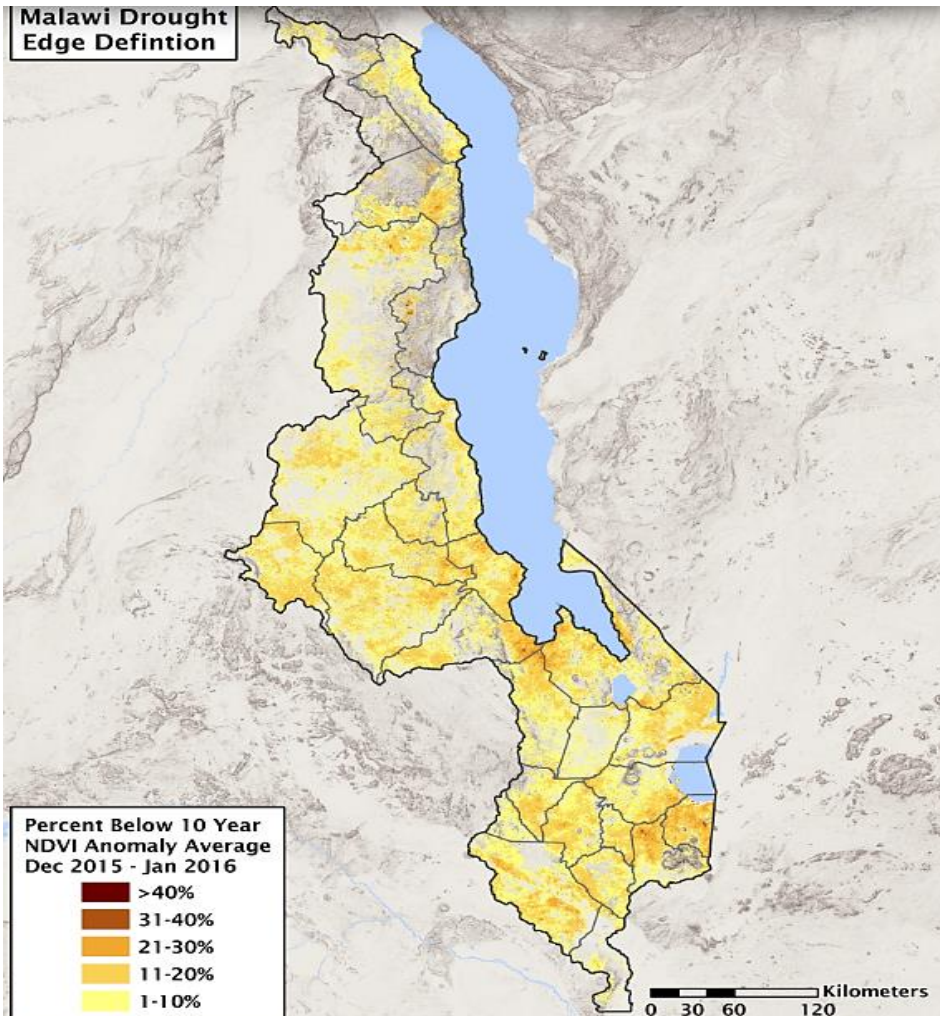 Malawi Drought
Edge Defintion
Percent Below 10 Year
NDVI Anomaly Average
Dec 2015 - Jan 2016
>40%
31-40%
21-30%
11-20%
1-10%
Kilometers
0 30 60 120